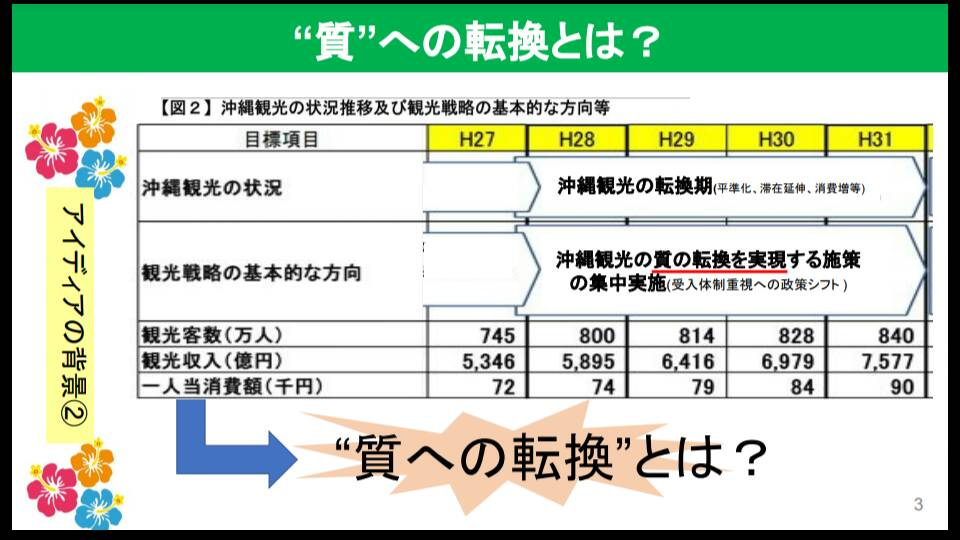 “質”への転換とは？
【図２】沖縄観光の状況推移及び観光戦略の基本的な方向等
目標項目 H27 H28 H29 H30 H31
沖縄観光の状況 沖縄観光の転換期(平準化、滞在延伸、消費増等)
観光戦略の基本的な方向 沖縄観光の質の転換を実現する施策
の集中実施(受入体制重視への政策シフト)
観光客数(万人) 745 800 814 828 840
観光収入(億円) 5,346 5,895 6,416 6,979 7,577
一人当消費額(千円) 72 74 79 84 90
アイディアの背景②
“質への転換”とは？
3